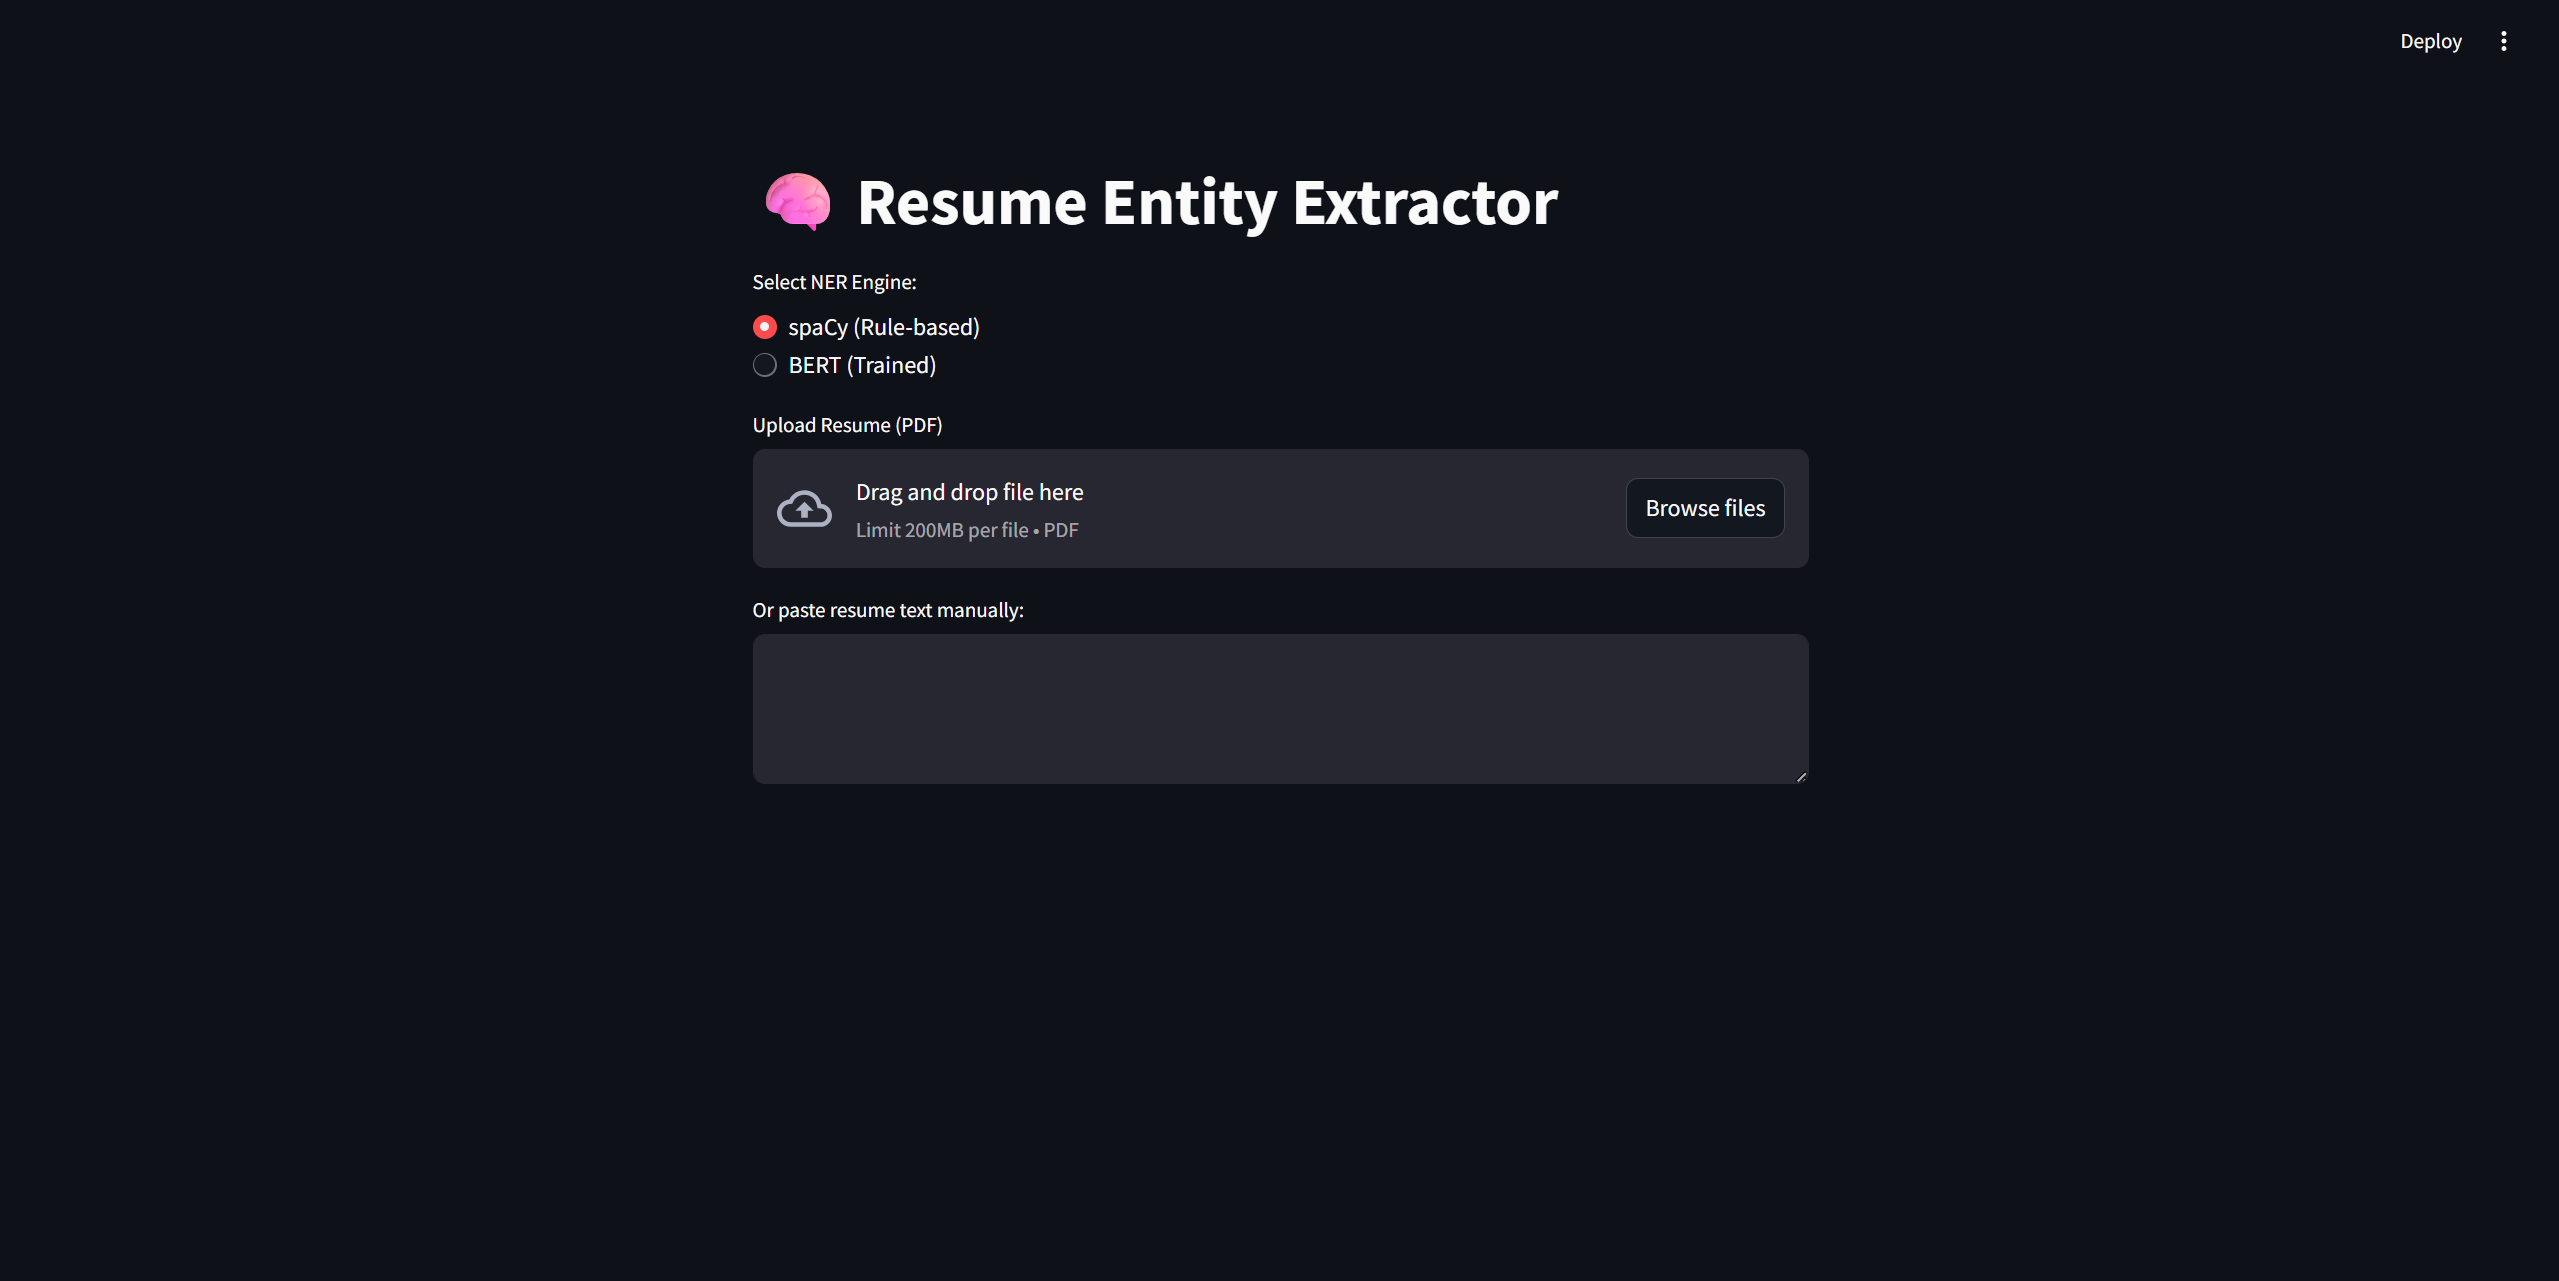 Deploy
Resume Entity Extractor
Select NER Engine:
spaCy (Rule-based)
BERT (Trained)
Upload Resume (PDF)
Drag and drop file here
Limit 200MB per file • PDF
Browse files
Or paste resume text manually: